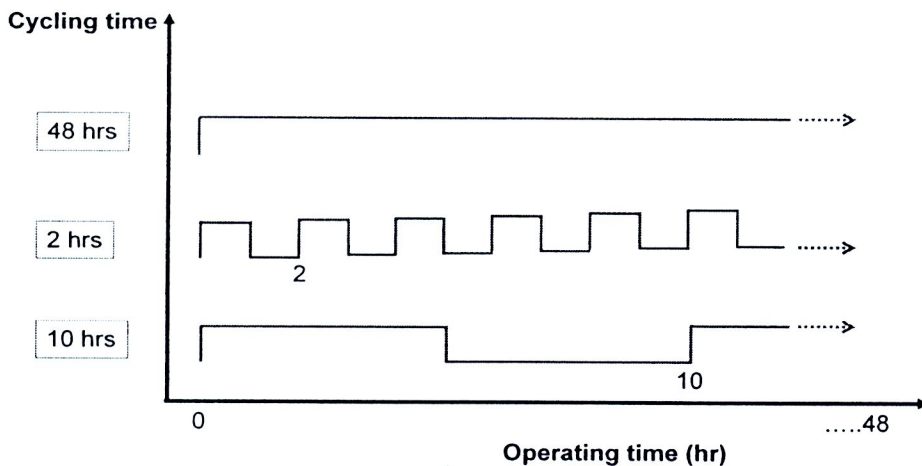 Cycling time
48 hrs
2 hrs
2
10 hrs
10
0
.....48
Operating time (hr)